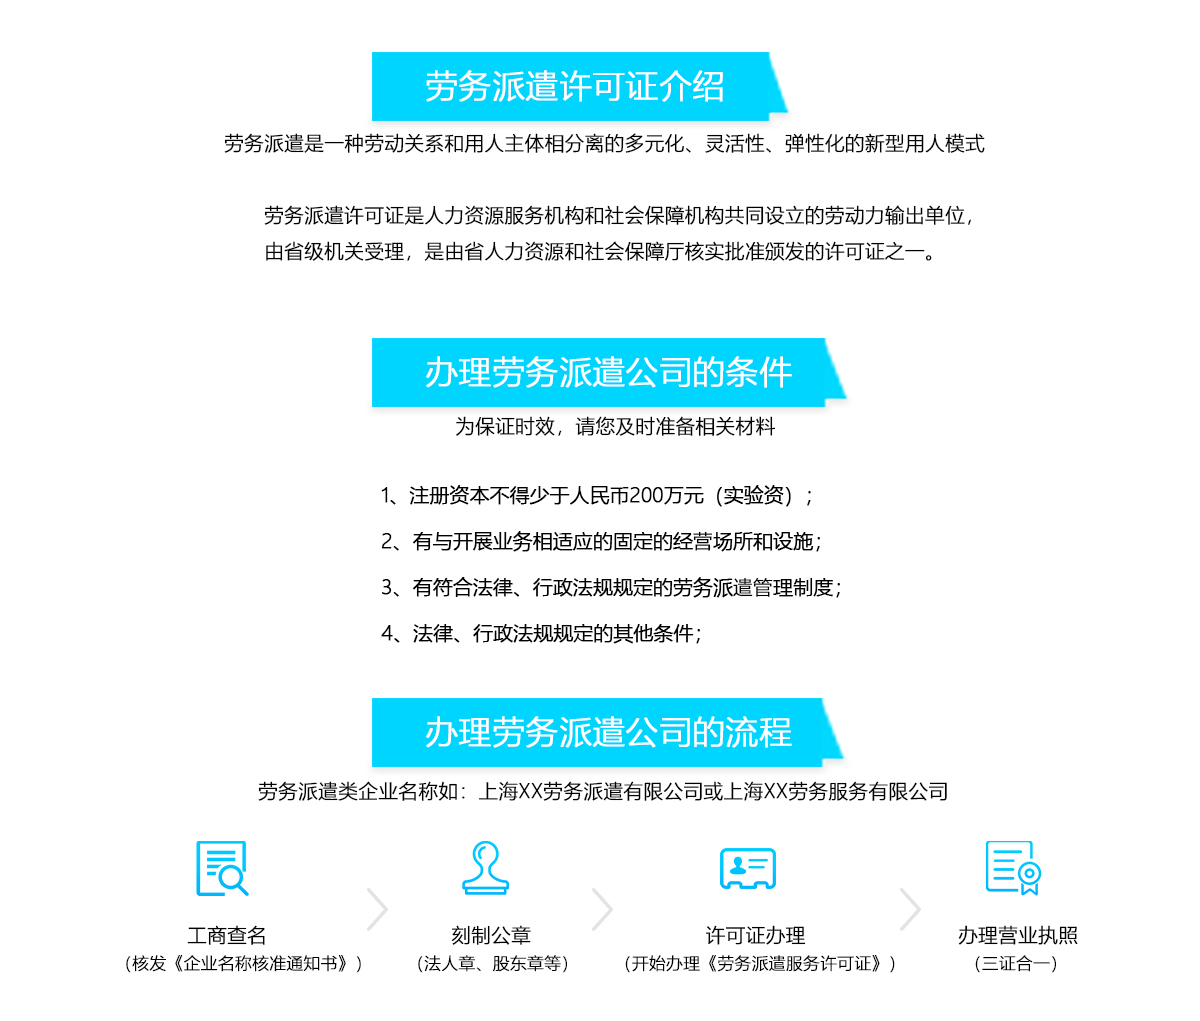 劳务派遣许可证介绍
劳务派遣是一种劳动关系和用人主体相分离的多元化、灵活性、弹性化的新型用人模式
劳务派遣许可证是人力资源服务机构和社会保障机构共同设立的劳动力输出单位，
由省级机关受理，是由省人力资源和社会保障厅核实批准颁发的许可证之一。
办理劳务派遣公司的条件
为保证时效，请您及时准备相关材料
1、注册资本不得少于人民币200万元（实验资）；
2、有与开展业务相适应的固定的经营场所和设施；
3、有符合法律、行政法规规定的劳务派遣管理制度；
4、法律、行政法规规定的其他条件；
办理劳务派遣公司的流程
劳务派遣类企业名称如：上海XX劳务派遣有限公司或上海XX劳务服务有限公司
工商查名
（核发《企业名称核准通知书》）
刻制公章
（法人章、股东章等）
许可证办理
（开始办理《劳务派遣服务许可证》）
办理营业执照
（三证合一）